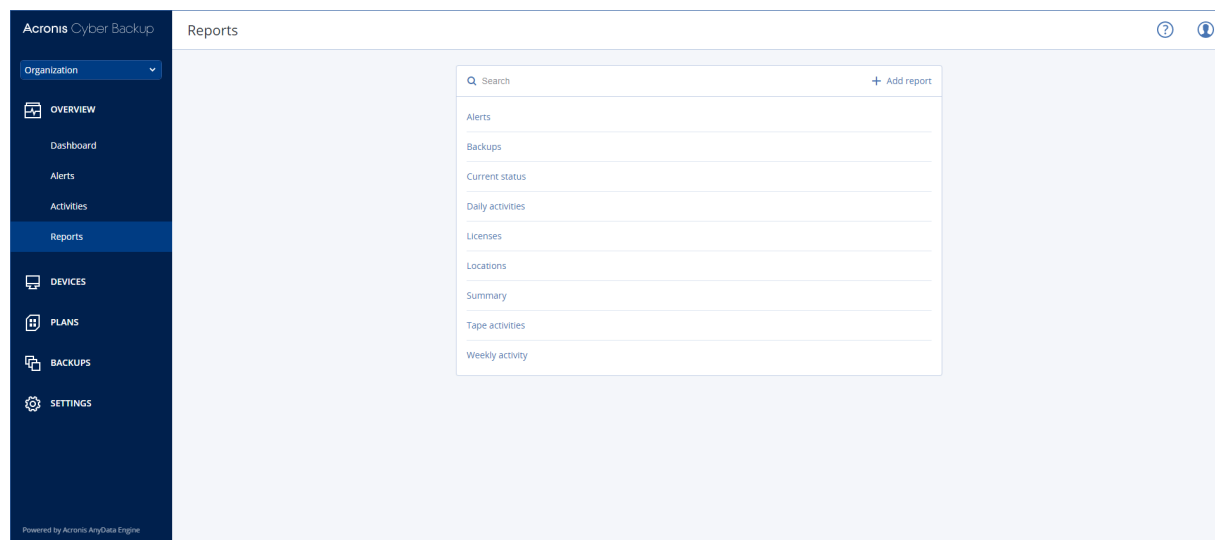 Acronis Cyber Backup
Reports
Organization
OVERVIEW
Dashboard
Alerts
Activities
Reports
DEVICES
PLANS
BACKUPS
SETTINGS
Powered by Acronis AnyData Engine
Search
+ Add report
Alerts
Backups
Current status
Daily activities
Licenses
Locations
Summary
Tape activities
Weekly activity